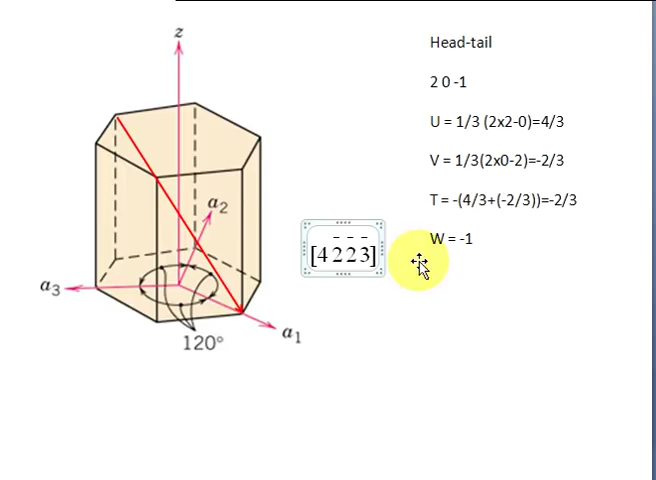 z
a2
a3
a1
120°
[4 2̅ 2̅ 3̅]
Head-tail
2 0 -1
U = 1/3 (2x2-0)=4/3
V = 1/3(2x0-2)=-2/3
T = -(4/3+(-2/3))=-2/3
W = -1